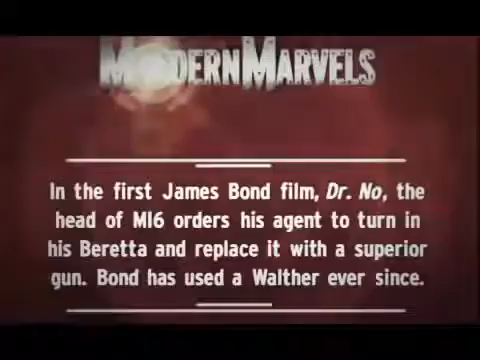 MODERN MARVELS
In the first James Bond film, Dr. No, the
head of MI6 orders his agent to turn in
his Beretta and replace it with a superior
gun. Bond has used a Walther ever since.